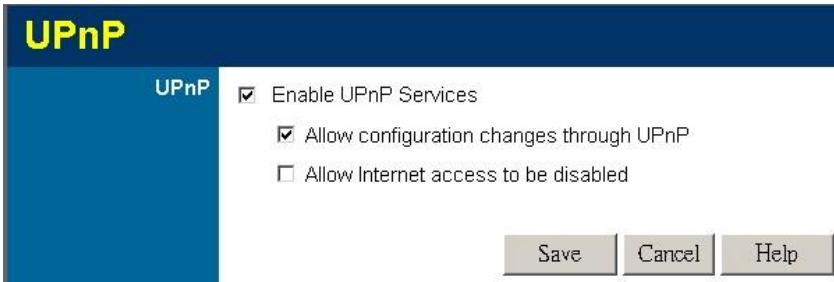 UPnP
UPnP
Enable UPnP Services
Allow configuration changes through UPnP
Allow Internet access to be disabled
Save Cancel Help